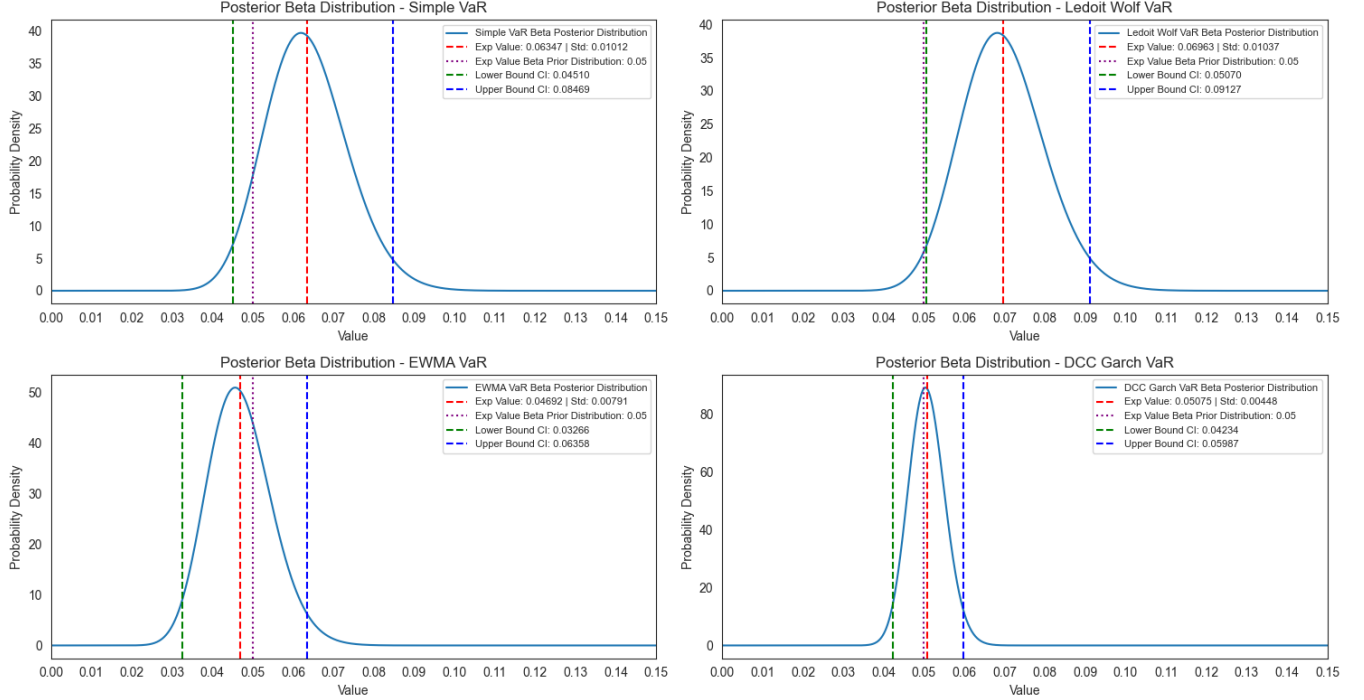 Posterior Beta Distribution - Simple VaR
Probability Density
40
35
30
25
20
15
10
5
0
Simple VaR Beta Posterior Distribution
Exp Value: 0.06347 | Std: 0.01012
Exp Value Beta Prior Distribution: 0.05
Lower Bound CI: 0.04510
Upper Bound CI: 0.08469
0.00 0.01 0.02 0.03 0.04 0.05 0.06 0.07 0.08 0.09 0.10 0.11 0.12 0.13 0.14 0.15
Value
Posterior Beta Distribution - Ledoit Wolf VaR
Probability Density
40
35
30
25
20
15
10
5
0
Ledoit Wolf VaR Beta Posterior Distribution
Exp Value: 0.06963 | Std: 0.01037
Exp Value Beta Prior Distribution: 0.05
Lower Bound CI: 0.05070
Upper Bound CI: 0.09127
0.00 0.01 0.02 0.03 0.04 0.05 0.06 0.07 0.08 0.09 0.10 0.11 0.12 0.13 0.14 0.15
Value
Posterior Beta Distribution - EWMA VaR
Probability Density
50
40
30
20
10
0
EWMA VaR Beta Posterior Distribution
Exp Value: 0.04692 | Std: 0.00791
Exp Value Beta Prior Distribution: 0.05
Lower Bound CI: 0.03266
Upper Bound CI: 0.06358
0.00 0.01 0.02 0.03 0.04 0.05 0.06 0.07 0.08 0.09 0.10 0.11 0.12 0.13 0.14 0.15
Value
Posterior Beta Distribution - DCC Garch VaR
Probability Density
80
60
40
20
0
DCC Garch VaR Beta Posterior Distribution
Exp Value: 0.05075 | Std: 0.00448
Exp Value Beta Prior Distribution: 0.05
Lower Bound CI: 0.04234
Upper Bound CI: 0.05987
0.00 0.01 0.02 0.03 0.04 0.05 0.06 0.07 0.08 0.09 0.10 0.11 0.12 0.13 0.14 0.15
Value